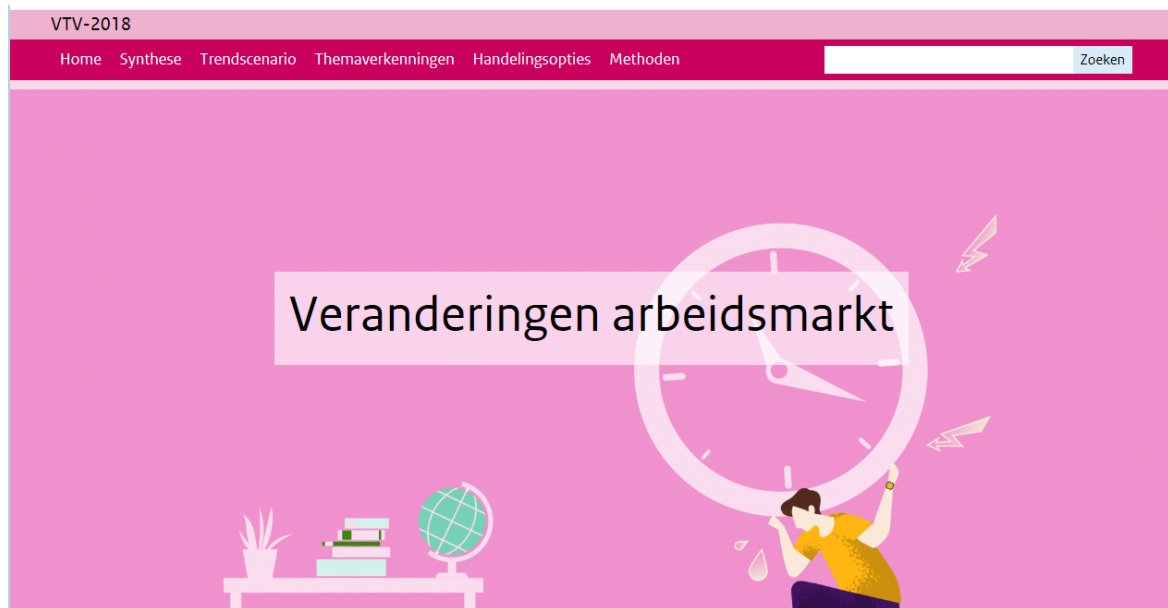 VTV-2018
Home Synthese Trendscenario Themaverkenningen Handelingsopties Methoden Zoeken
Veranderingen arbeidsmarkt